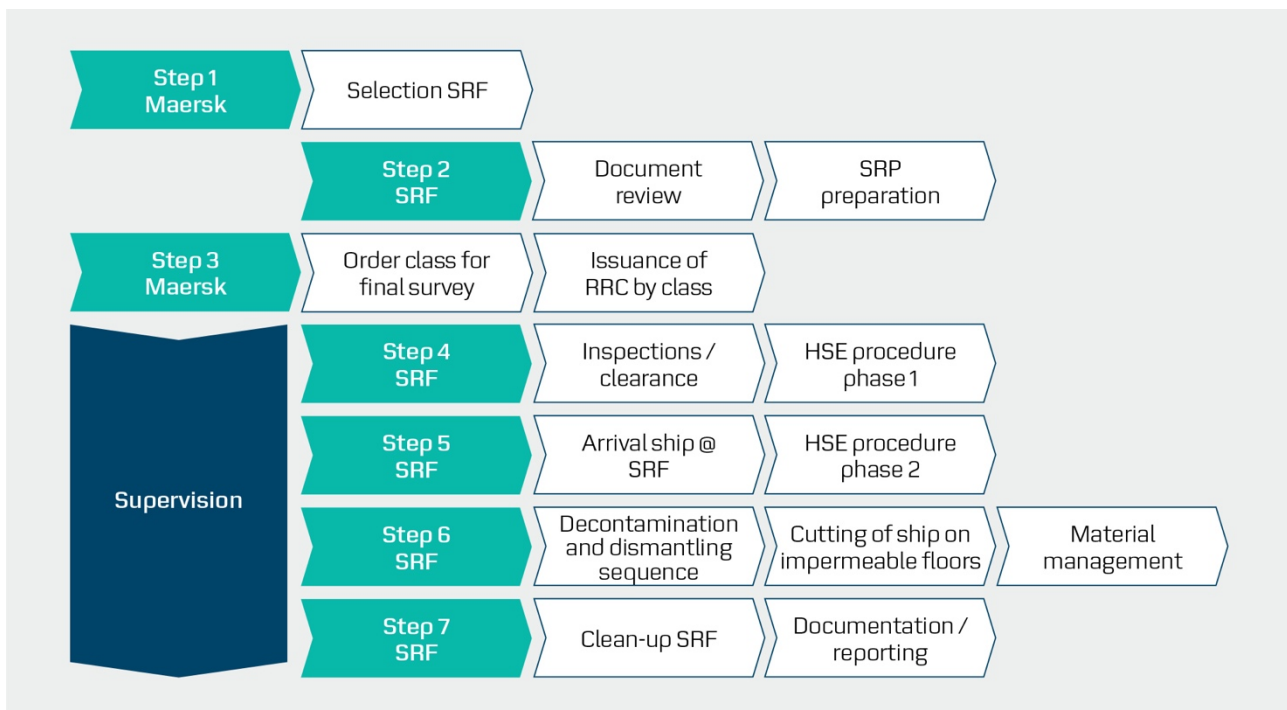 Step 1
Maersk
Selection SRF
Step 2
SRF
Document
review
SRP
preparation
Step 3
Maersk
Order class for
final survey
Issuance of
RRC by class
Supervision
Step 4
SRF
Inspections /
clearance
HSE procedure
phase 1
Step 5
SRF
Arrival ship @
SRF
HSE procedure
phase 2
Step 6
SRF
Decontamination
and dismantling
sequence
Cutting of ship on
impermeable floors
Material
management
Step 7
SRF
Clean-up SRF
Documentation /
reporting